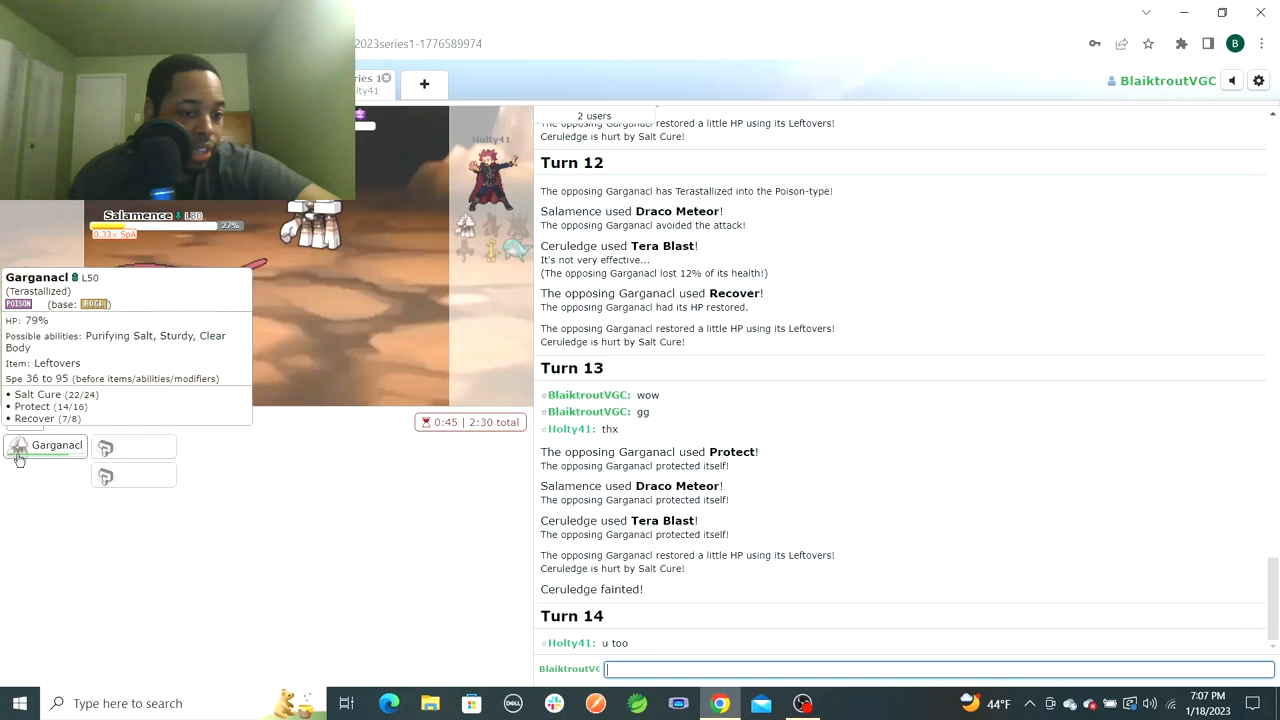 2023series1-1776589974
B
ries 1
lty41
+
BlaiktroutVGC
2 users
Holty41
The opposing Garganacl restored a little HP using its Leftovers!
Ceruledge is hurt by Salt Cure!
Turn 12
The opposing Garganacl has Terastallized into the Poison-type!
Salamence used Draco Meteor!
The opposing Garganacl avoided the attack!
Ceruledge used Tera Blast!
It's not very effective...
(The opposing Garganacl lost 12% of its health!)
The opposing Garganacl used Recover!
The opposing Garganacl had its HP restored.
The opposing Garganacl restored a little HP using its Leftovers!
Ceruledge is hurt by Salt Cure!
Turn 13
☆BlaiktroutVGC: wow
☆BlaiktroutVGC: gg
☆Holty41: thx
The opposing Garganacl used Protect!
The opposing Garganacl protected itself!
Salamence used Draco Meteor!
The opposing Garganacl protected itself!
Ceruledge used Tera Blast!
The opposing Garganacl protected itself!
The opposing Garganacl restored a little HP using its Leftovers!
Ceruledge is hurt by Salt Cure!
Ceruledge fainted!
Turn 14
☆Holty41: u too
BlaiktroutVG
Salamence L50
27%
0.33× SpA
Garganacl L50
(Terastallized)
POISON (base: ROCK)
HP: 79%
Possible abilities: Purifying Salt, Sturdy, Clear
Body
Item: Leftovers
Spe 36 to 95 (before items/abilities/modifiers)
• Salt Cure (22/24)
• Protect (14/16)
• Recover (7/8)
0:45 | 2:30 total
Garganacl
Type here to search
DELL
44°F
7:07 PM
1/18/2023